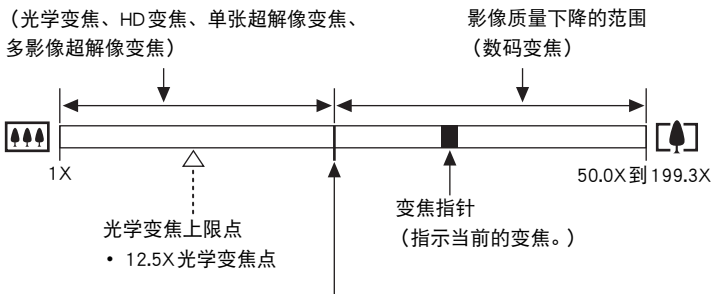 （光学变焦、HD变焦、单张超解像变焦、
多影像超解像变焦）
影像质量下降的范围
（数码变焦）
1X
50.0X到199.3X
光学变焦上限点
• 12.5X光学变焦点
变焦指针
（指示当前的变焦。）